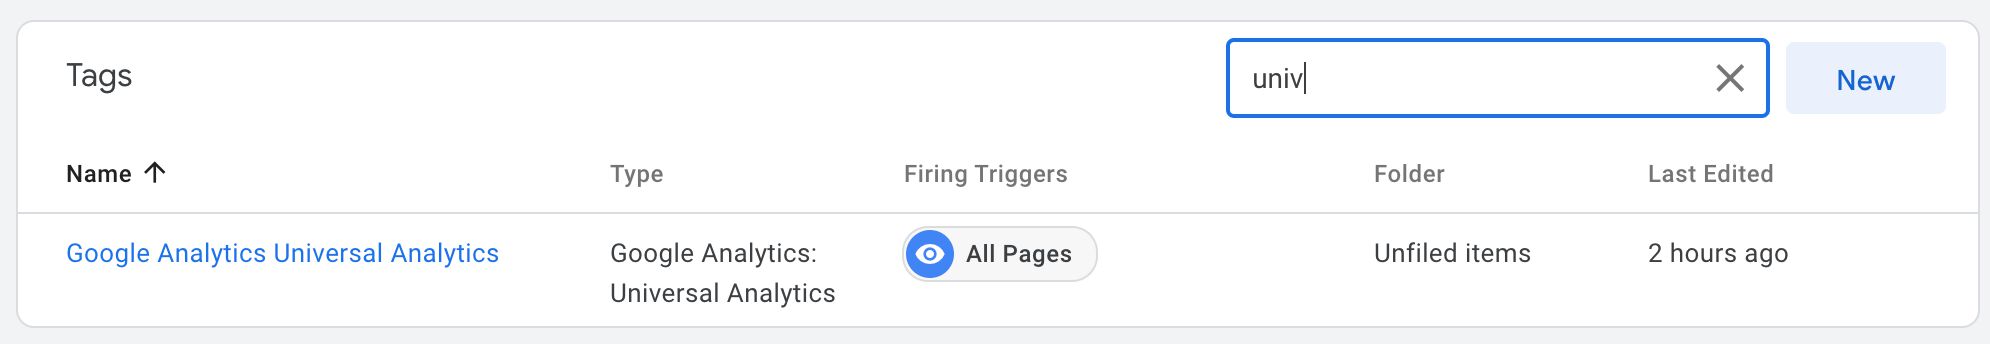 Tags
univ
New
Name
Type
Firing Triggers
Folder
Last Edited
Google Analytics Universal Analytics
Google Analytics:
Universal Analytics
All Pages
Unfiled items
2 hours ago